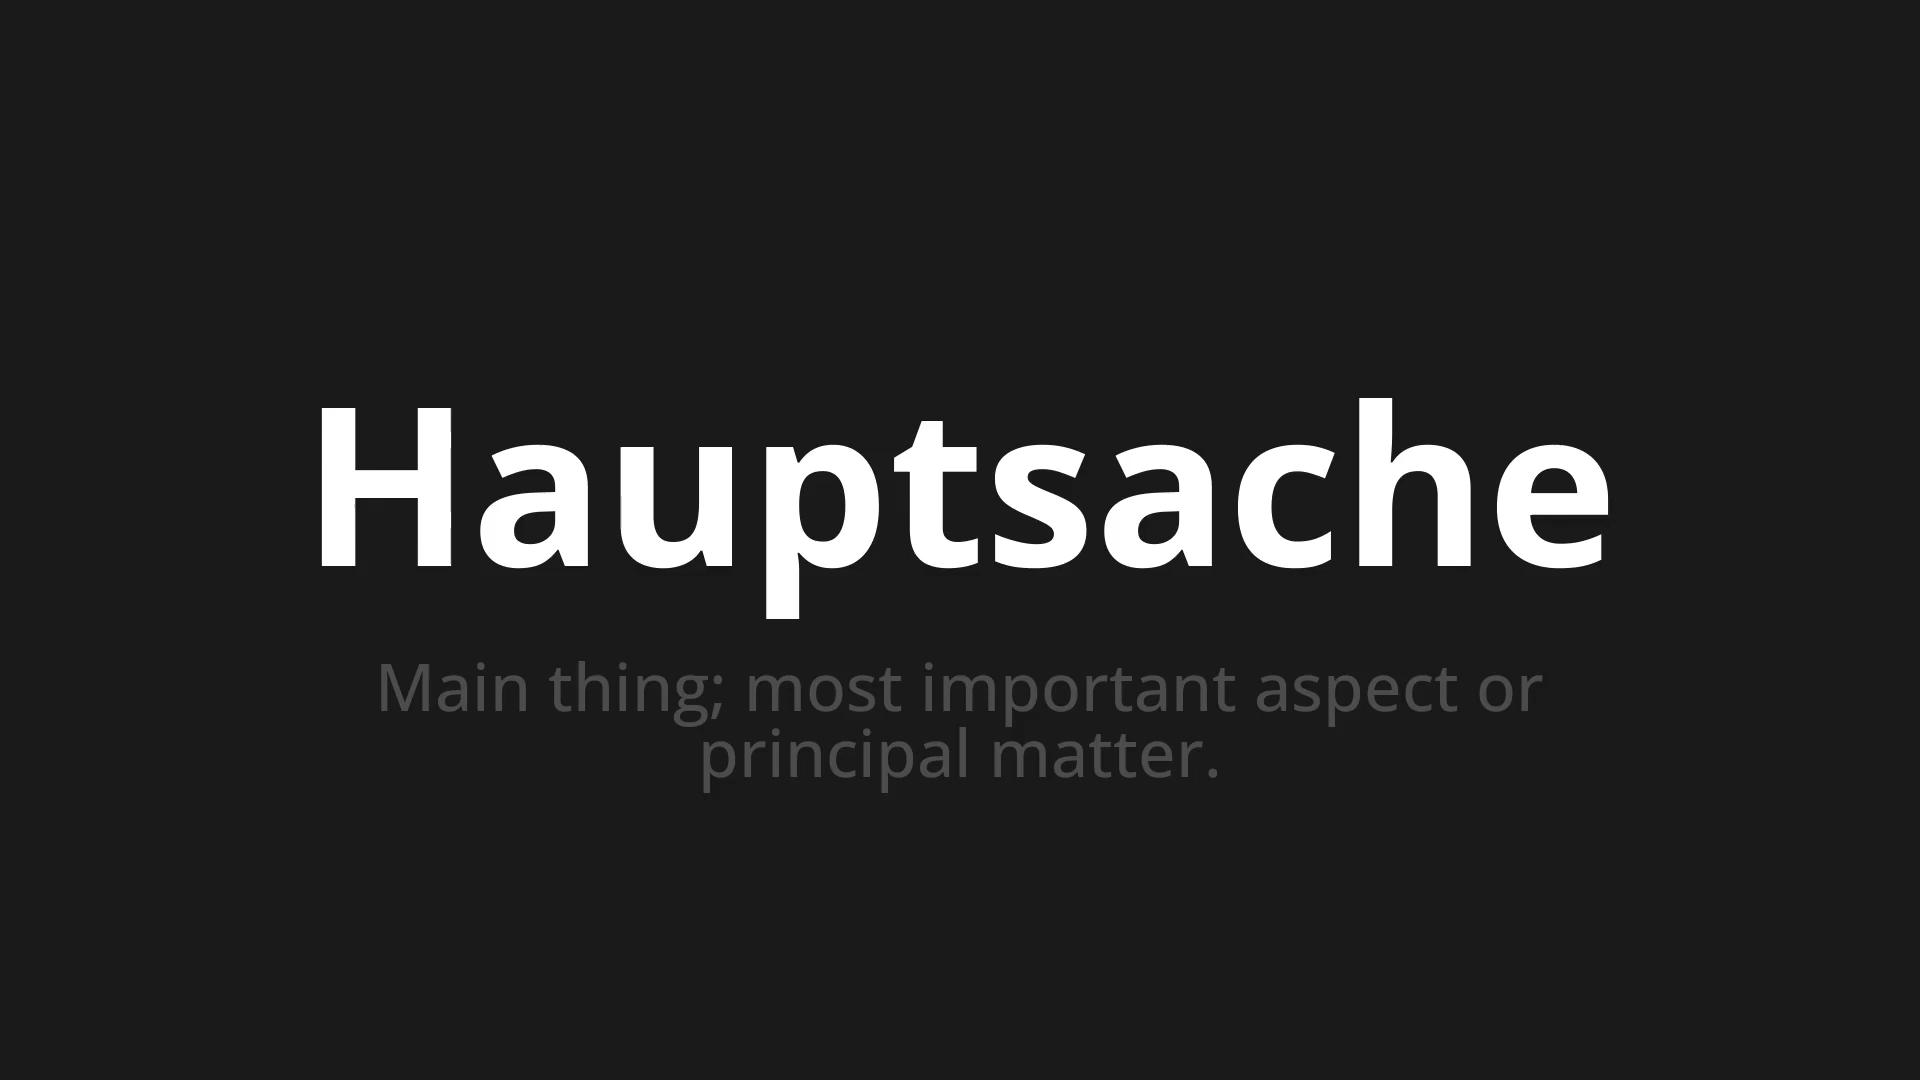 Hauptsache
Main thing; most important aspect or
principal matter.